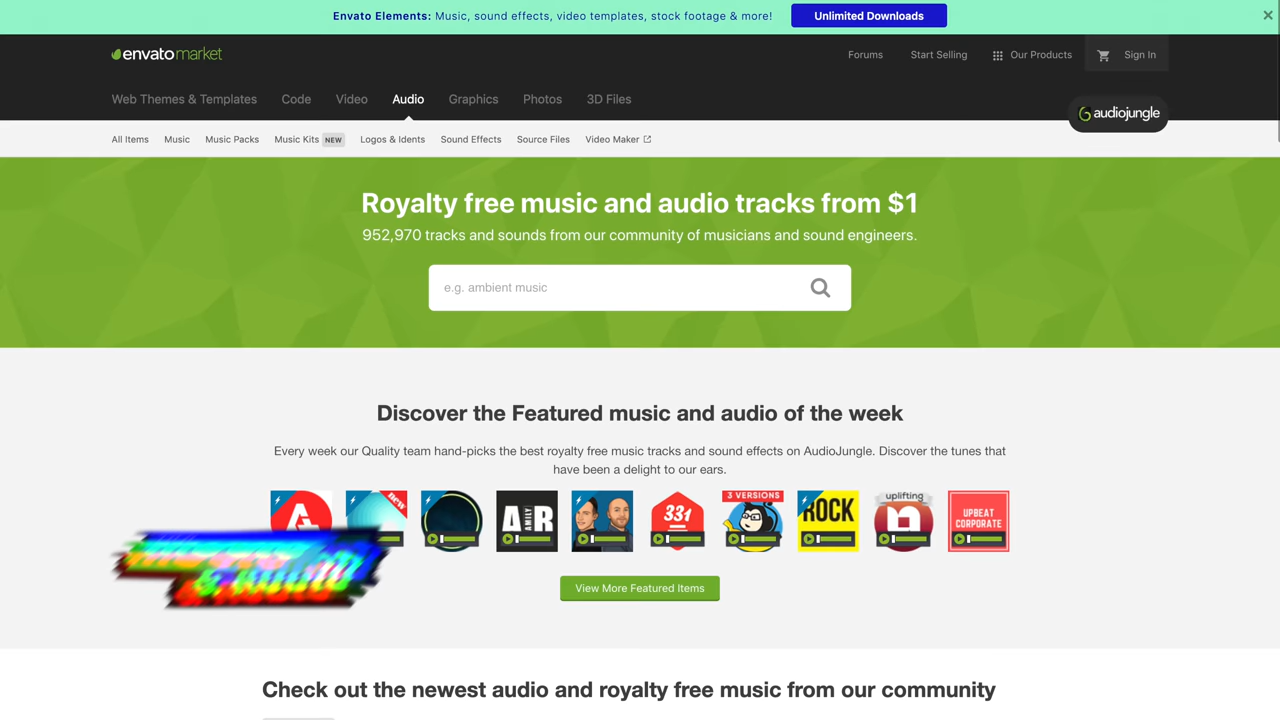 Envato Elements: Music, sound effects, video templates, stock footage & more!
Unlimited Downloads
envatomarket
Forums
Start Selling
Our Products
Sign In
Web Themes & Templates
Code
Video
Audio
Graphics
Photos
3D Files
audiojungle
All Items
Music
Music Packs
Music Kits NEW
Logos & Idents
Sound Effects
Source Files
Video Maker
Royalty free music and audio tracks from $1
952,970 tracks and sounds from our community of musicians and sound engineers.
e.g. ambient music
Discover the Featured music and audio of the week
Every week our Quality team hand-picks the best royalty free music tracks and sound effects on AudioJungle. Discover the tunes that
have been a delight to our ears.
new
331
3 VERSIONS
ROCK
uplifting
UPBEAT
CORPORATE
View More Featured Items
Check out the newest audio and royalty free music from our community